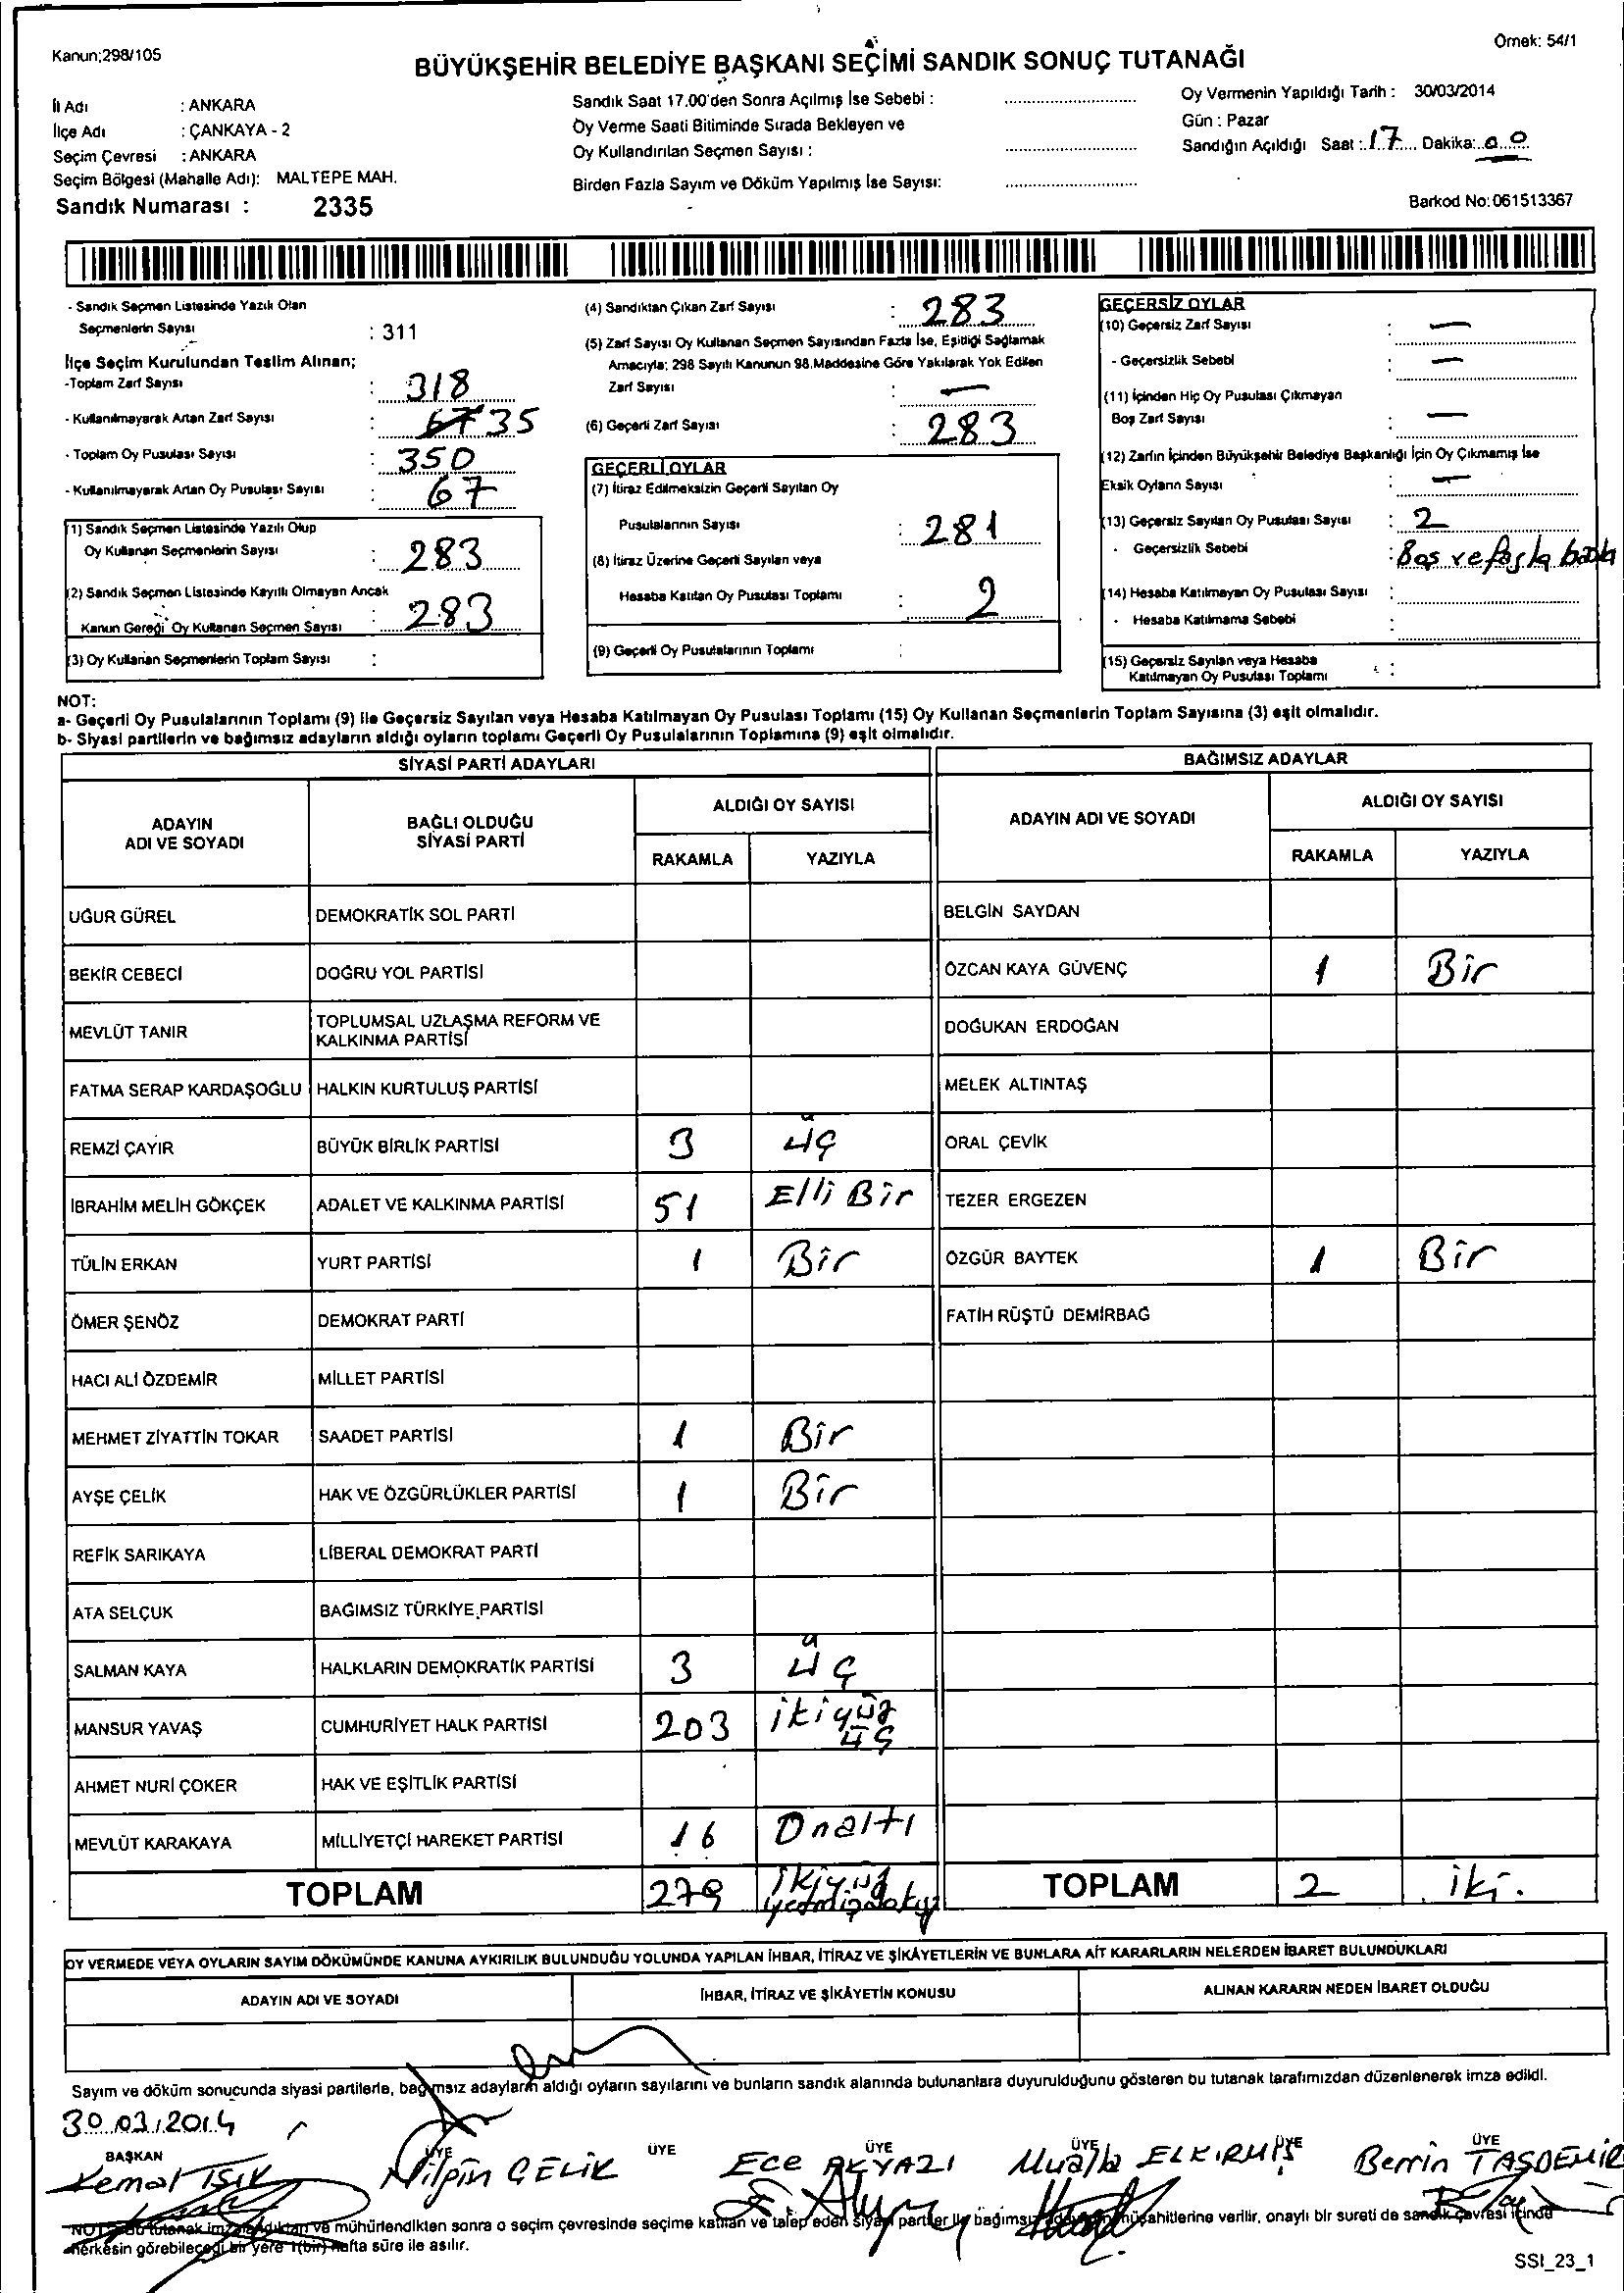 Kanun;298/105
Örnek: 54/1
BÜYÜKŞEHİR BELEDİYE BAŞKANI SEÇİMİ SANDIK SONUÇ TUTANAĞI
İl Adı : ANKARA
İlçe Adı : ÇANKAYA - 2
Seçim Çevresi : ANKARA
Seçim Bölgesi (Mahalle Adı): MALTEPE MAH.
Sandık Numarası : 2335
Sandık Saat 17.00'den Sonra Açılmış İse Sebebi :
Oy Verme Saati Bitiminde Sırada Bekleyen ve
Oy Kullandırılan Seçmen Sayısı :
Birden Fazla Sayım ve Döküm Yapılmış İse Sayısı:
Oy Vermenin Yapıldığı Tarih : 30/03/2014
Gün : Pazar
Sandığın Açıldığı Saat : 17 Dakika: 00
Barkod No:061513367
- Sandık Seçmen Listesinde Yazılı Olan
Seçmenlerin Sayısı : 311
İlçe Seçim Kurulundan Teslim Alınan;
-Toplam Zarf Sayısı : 318
- Kullanılmayarak Artan Zarf Sayısı : 67 35
- Toplam Oy Pusulası Sayısı : 350
- Kullanılmayarak Artan Oy Pusulası Sayısı : 67
(1) Sandık Seçmen Listesinde Yazılı Olup
Oy Kullanan Seçmenlerin Sayısı : 283
(2) Sandık Seçmen Listesinde Kayıtlı Olmayan Ancak
Kanun Gereği Oy Kullanan Seçmen Sayısı : 283
(3) Oy Kullanan Seçmenlerin Toplam Sayısı :
(4) Sandıktan Çıkan Zarf Sayısı : 283
(5) Zarf Sayısı Oy Kullanan Seçmen Sayısından Fazla İse, Eşitliği Sağlamak
Amacıyla; 298 Sayılı Kanunun 98.Maddesine Göre Yakılarak Yok Edilen
Zarf Sayısı : —
(6) Geçerli Zarf Sayısı : 283
GEÇERLİ OYLAR
(7) İtiraz Edilmeksizin Geçerli Sayılan Oy
Pusulalarının Sayısı : 281
(8) İtiraz Üzerine Geçerli Sayılan veya
Hesaba Katılan Oy Pusulası Toplamı : 2
(9) Geçerli Oy Pusulalarının Toplamı :
GEÇERSİZ OYLAR
(10) Geçersiz Zarf Sayısı : —
- Geçersizlik Sebebi : —
(11) İçinden Hiç Oy Pusulası Çıkmayan
Boş Zarf Sayısı : —
(12) Zarfın İçinden Büyükşehir Belediye Başkanlığı İçin Oy Çıkmamış İse
Eksik Oyların Sayısı : —
(13) Geçersiz Sayılan Oy Pusulası Sayısı : 2
- Geçersizlik Sebebi : Boş ve
(14) Hesaba Katılmayan Oy Pusulası Sayısı :
- Hesaba Katılmama Sebebi :
(15) Geçersiz Sayılan veya Hesaba
Katılmayan Oy Pusulası Toplamı :
NOT:
a- Geçerli Oy Pusulalarının Toplamı (9) ile Geçersiz Sayılan veya Hesaba Katılmayan Oy Pusulası Toplamı (15) Oy Kullanan Seçmenlerin Toplam Sayısına (3) eşit olmalıdır.
b- Siyasi partilerin ve bağımsız adayların aldığı oyların toplamı Geçerli Oy Pusulalarının Toplamına (9) eşit olmalıdır.
SİYASİ PARTİ ADAYLARI
BAĞIMSIZ ADAYLAR
ADAYIN ADI VE SOYADI
BAĞLI OLDUĞU SİYASİ PARTİ
ALDIĞI OY SAYISI
RAKAMLA YAZIYLA
ADAYIN ADI VE SOYADI
ALDIĞI OY SAYISI
RAKAMLA YAZIYLA
UĞUR GÜREL DEMOKRATİK SOL PARTİ BELGİN SAYDAN
BEKİR CEBECİ DOĞRU YOL PARTİSİ ÖZCAN KAYA GÜVENÇ 1 Bir
MEVLÜT TANIR TOPLUMSAL UZLAŞMA REFORM VE KALKINMA PARTİSİ DOĞUKAN ERDOĞAN
FATMA SERAP KARDAŞOĞLU HALKIN KURTULUŞ PARTİSİ MELEK ALTINTAŞ
REMZİ ÇAYIR BÜYÜK BİRLİK PARTİSİ 3 üç ORAL ÇEVİK
İBRAHİM MELİH GÖKÇEK ADALET VE KALKINMA PARTİSİ 51 Elli Bir TEZER ERGEZEN
TÜLİN ERKAN YURT PARTİSİ 1 Bir ÖZGÜR BAYTEK 1 Bir
ÖMER ŞENÖZ DEMOKRAT PARTİ FATİH RÜŞTÜ DEMİRBAĞ
HACI ALİ ÖZDEMİR MİLLET PARTİSİ
MEHMET ZİYATTİN TOKAR SAADET PARTİSİ 1 Bir
AYŞE ÇELİK HAK VE ÖZGÜRLÜKLER PARTİSİ 1 Bir
REFİK SARIKAYA LİBERAL DEMOKRAT PARTİ
ATA SELÇUK BAĞIMSIZ TÜRKİYE PARTİSİ
SALMAN KAYA HALKLARIN DEMOKRATİK PARTİSİ 3 üç
MANSUR YAVAŞ CUMHURİYET HALK PARTİSİ 203 ikiyüz üç
AHMET NURİ ÇOKER HAK VE EŞİTLİK PARTİSİ
MEVLÜT KARAKAYA MİLLİYETÇİ HAREKET PARTİSİ 16 Onaltı
TOPLAM 279 ikiyüz TOPLAM 2 iki.
OY VERMEDE VEYA OYLARIN SAYIM DÖKÜMÜNDE KANUNA AYKIRILIK BULUNDUĞU YOLUNDA YAPILAN İHBAR, İTİRAZ VE ŞİKÂYETLERİN VE BUNLARA AİT KARARLARIN NELERDEN İBARET BULUNDUKLARI
ADAYIN ADI VE SOYADI İHBAR, İTİRAZ VE ŞİKÂYETİN KONUSU ALINAN KARARIN NEDEN İBARET OLDUĞU
Sayım ve döküm sonucunda siyasi partilerle, bağımsız adayların aldığı oyların sayılarını ve bunların sandık alanında bulunanlara duyurulduğunu gösteren bu tutanak tarafımızdan düzenlenerek imza edildi.
30.03.2014
BAŞKAN ÜYE ÜYE ÜYE ÜYE ÜYE ÜYE
Kemal IŞIK Nilgün ÇELİK Ece AKYAZI Mualla ELKIRMIŞ Berrin TAŞDEMİR
NOT: Bu tutanak imzalandıktan ve mühürlendikten sonra o seçim çevresinde seçime katılan ve talep eden siyasi partiler ile bağımsız aday müşahitlerine verilir, onaylı bir sureti de sandık çevresi içinde
herkesin görebileceği bir yere 1(bir) hafta süre ile asılır.
SSI_23_1